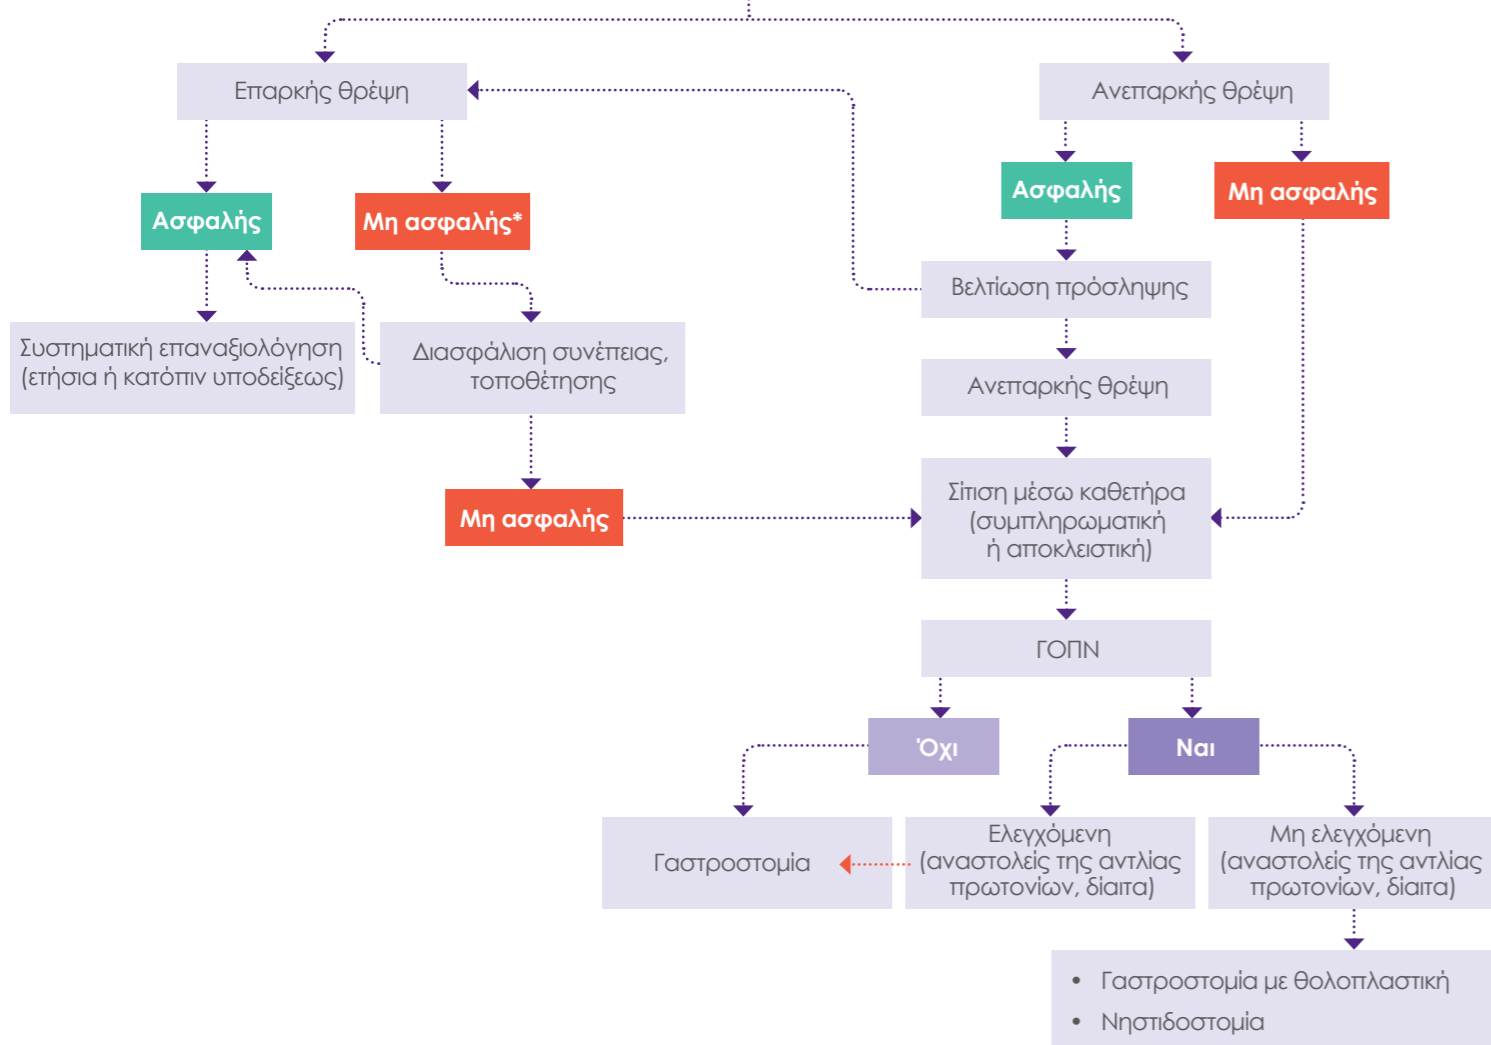 Επαρκής θρέψη
Ανεπαρκής θρέψη
Ασφαλής
Μη ασφαλής*
Ασφαλής
Μη ασφαλής
Βελτίωση πρόσληψης
Συστηματική επαναξιολόγηση
(ετήσια ή κατόπιν υποδείξεως)
Διασφάλιση συνέπειας,
τοποθέτησης
Ανεπαρκής θρέψη
Μη ασφαλής
Σίτιση μέσω καθετήρα
(συμπληρωματική
ή αποκλειστική)
ΓΟΠΝ
Όχι
Ναι
Γαστροστομία
Ελεγχόμενη
(αναστολείς της αντλίας
πρωτονίων, δίαιτα)
Μη ελεγχόμενη
(αναστολείς της αντλίας
πρωτονίων, δίαιτα)
• Γαστροστομία με θολοπλαστική
• Νηστιδοστομία